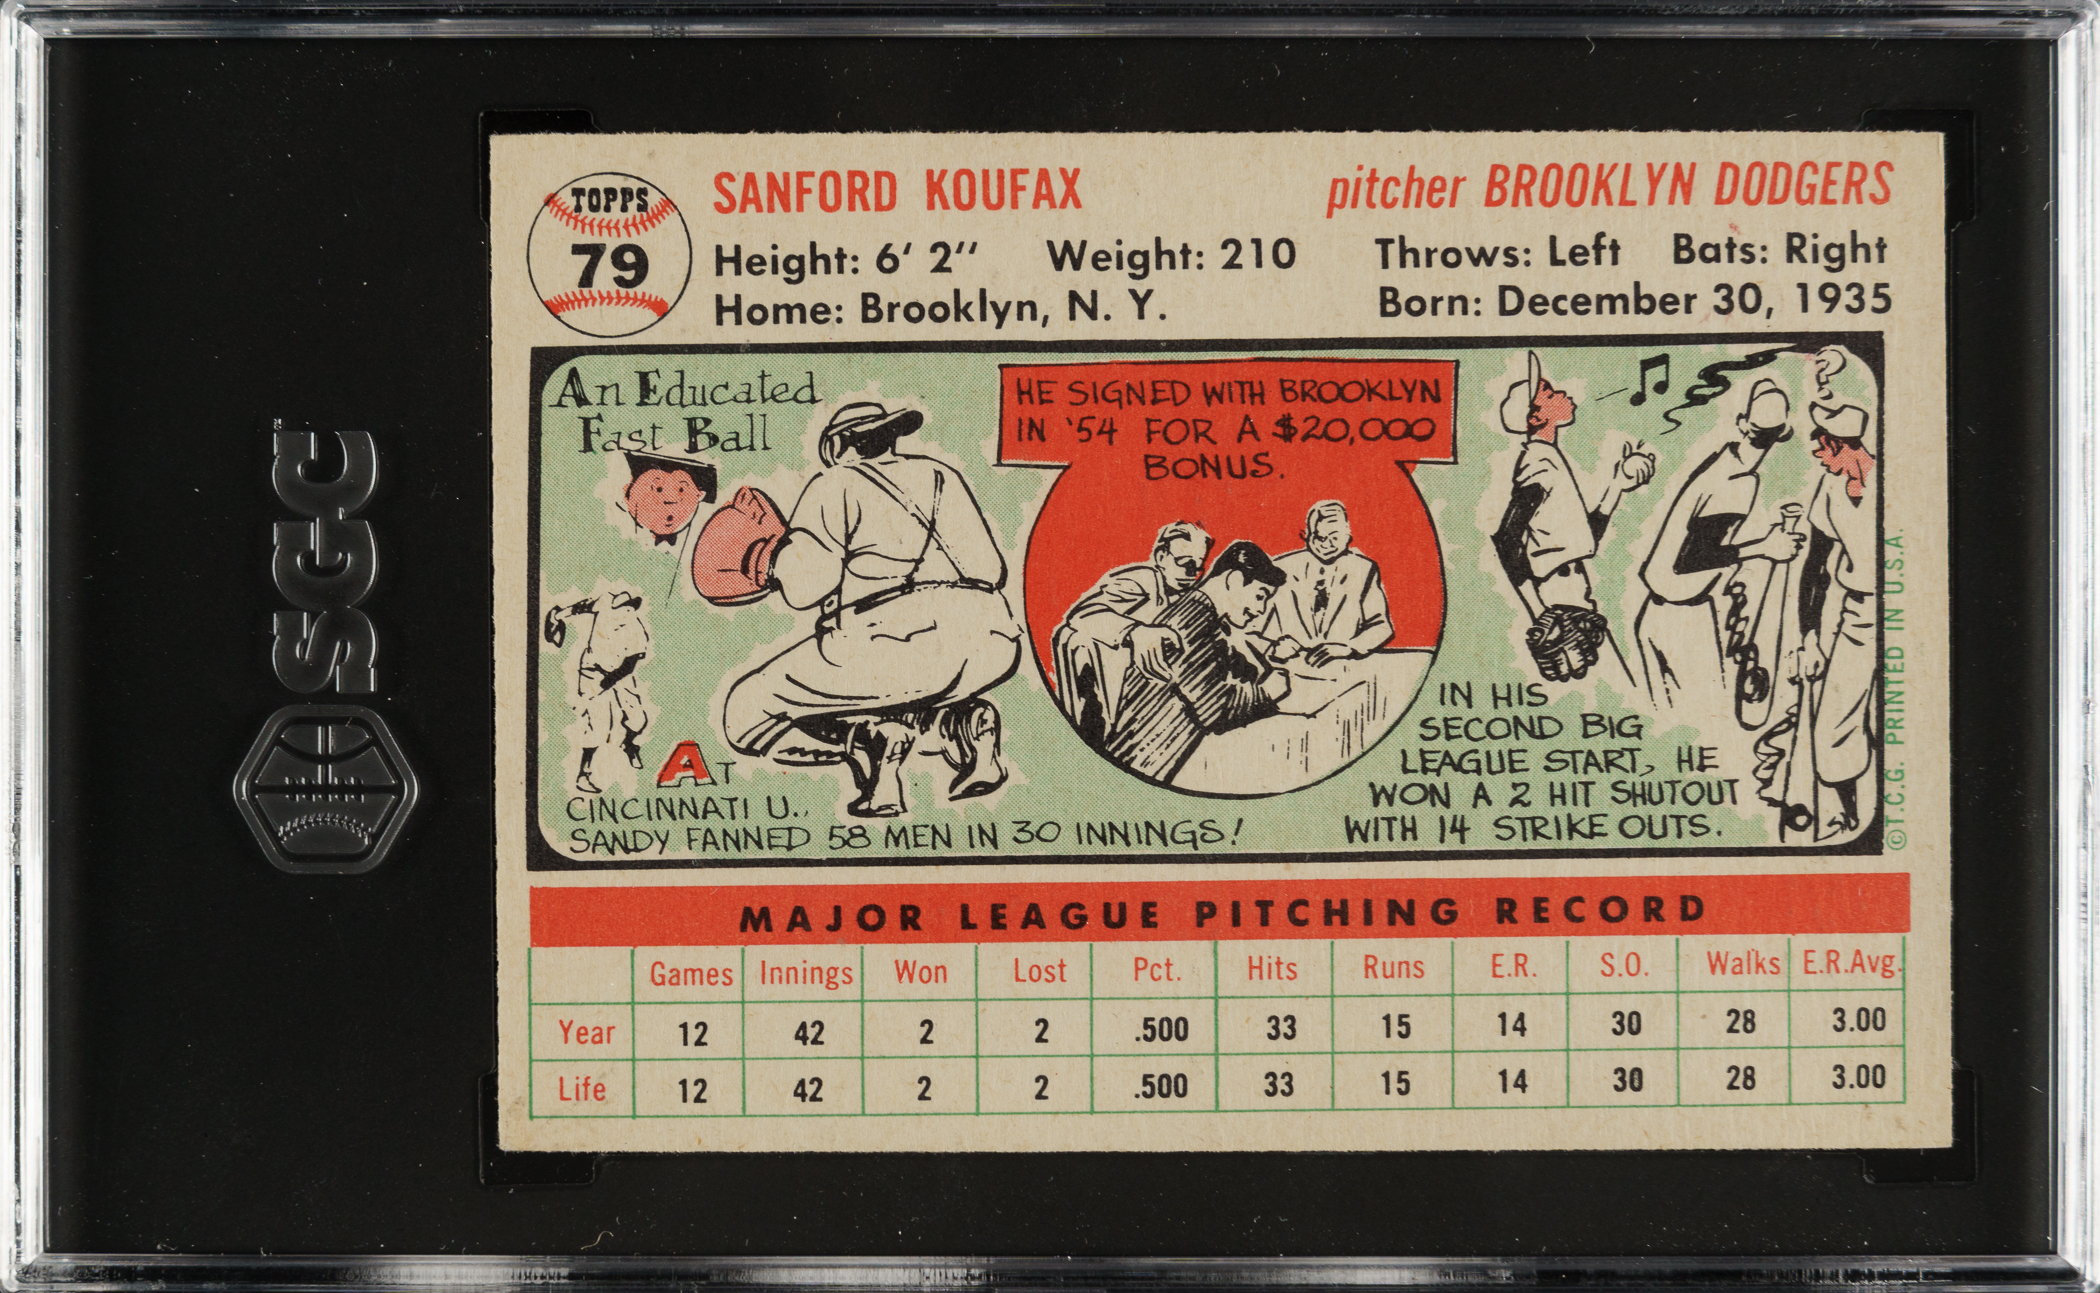 SGC
TOPPS
79
SANFORD KOUFAX
pitcher BROOKLYN DODGERS
Height: 6' 2" Weight: 210
Throws: Left Bats: Right
Home: Brooklyn, N. Y.
Born: December 30, 1935
An Educated
Fast Ball
AT
CINCINNATI U.,
SANDY FANNED 58 MEN IN 30 INNINGS!
HE SIGNED WITH BROOKLYN
IN '54 FOR A $20,000
BONUS.
IN HIS
SECOND BIG
LEAGUE START, HE
WON A 2 HIT SHUTOUT
WITH 14 STRIKE OUTS.
©T.C.G. PRINTED IN U.S.A.
MAJOR LEAGUE PITCHING RECORD
Games Innings Won Lost Pct. Hits Runs E.R. S.O. Walks E.R.Avg.
Year 12 42 2 2 .500 33 15 14 30 28 3.00
Life 12 42 2 2 .500 33 15 14 30 28 3.00